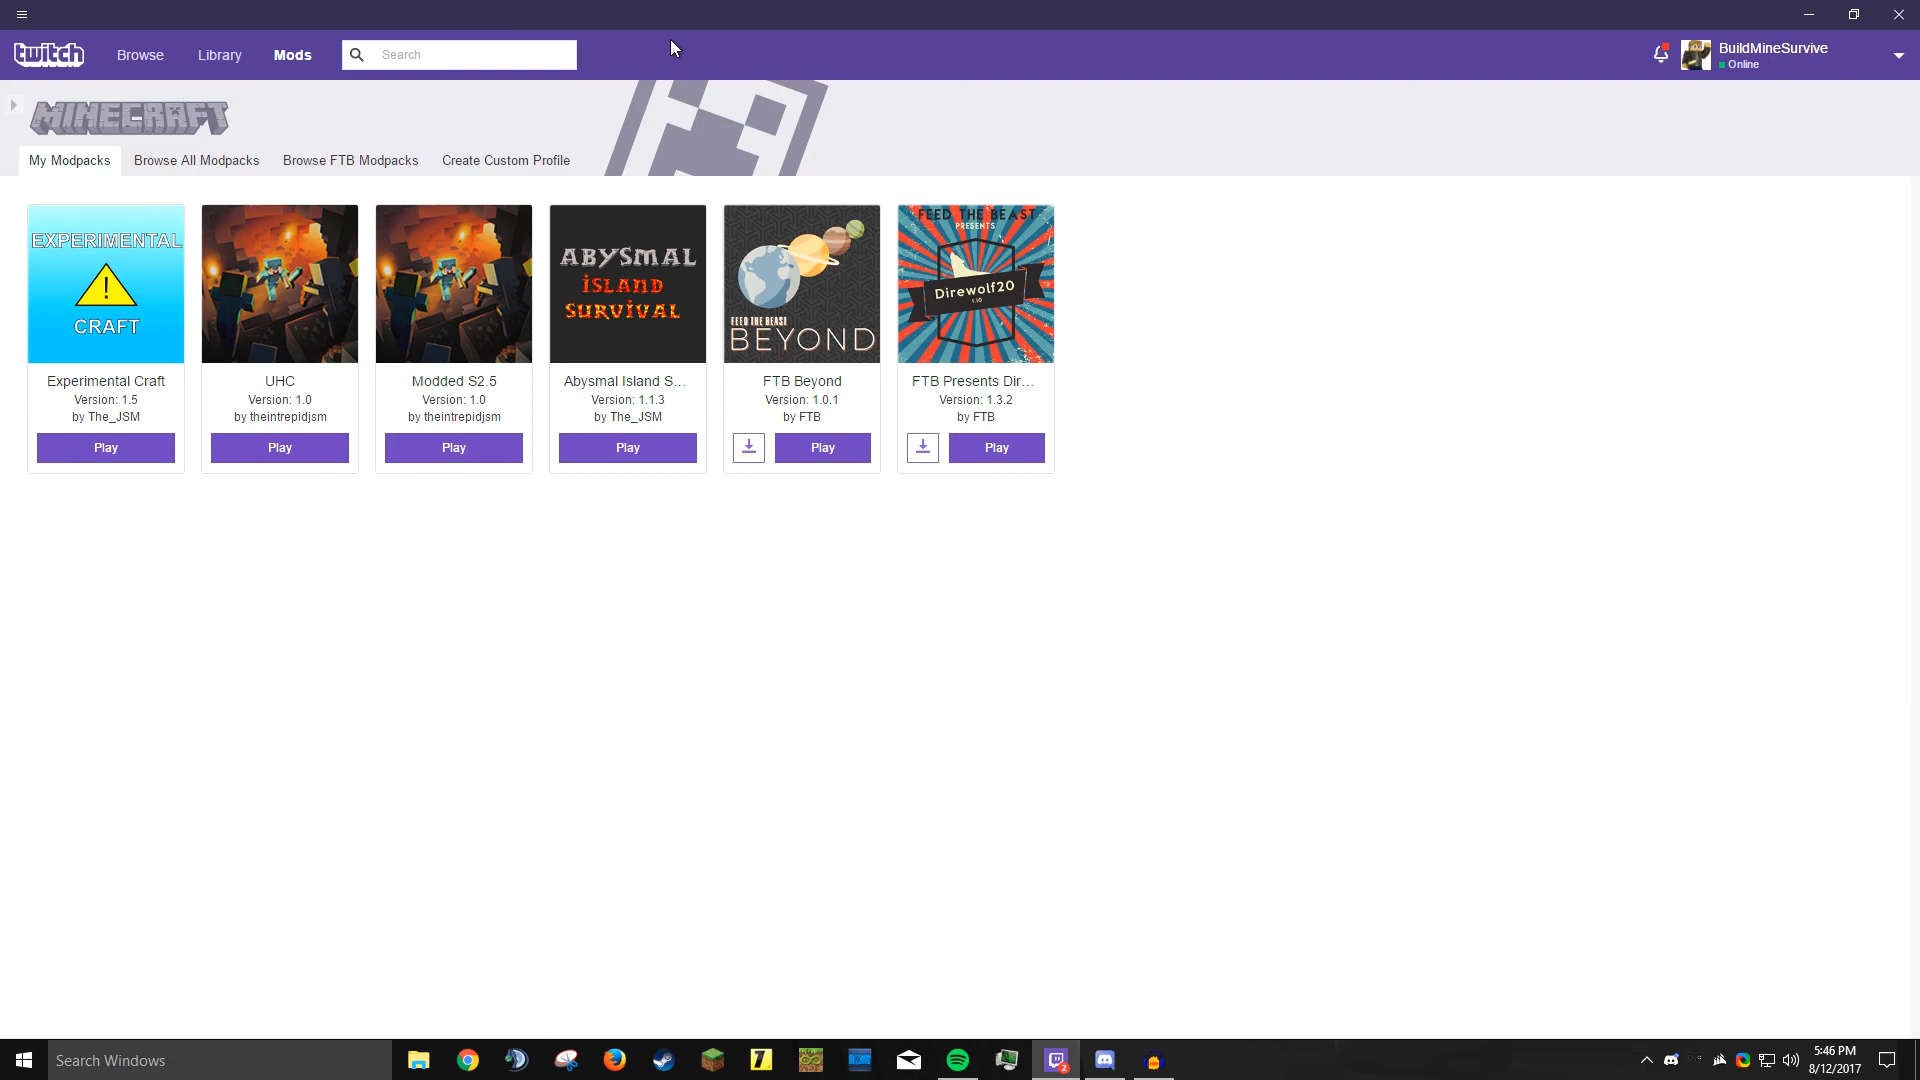 twitch
Browse
Library
Mods
Search
BuildMineSurvive
Online
MINECRAFT
My Modpacks
Browse All Modpacks
Browse FTB Modpacks
Create Custom Profile
EXPERIMENTAL
!
CRAFT
Experimental Craft
Version: 1.5
by The_JSM
Play
UHC
Version: 1.0
by theintrepidjsm
Play
Modded S2.5
Version: 1.0
by theintrepidjsm
Play
ABYSMAL
ISLAND
SURVIVAL
Abysmal Island S...
Version: 1.1.3
by The_JSM
Play
FEED THE BEAST
BEYOND
FTB Beyond
Version: 1.0.1
by FTB
Play
FEED THE BEAST
PRESENTS
Direwolf20
1.10
FTB Presents Dir...
Version: 1.3.2
by FTB
Play
Search Windows
7
2
5:46 PM
8/12/2017